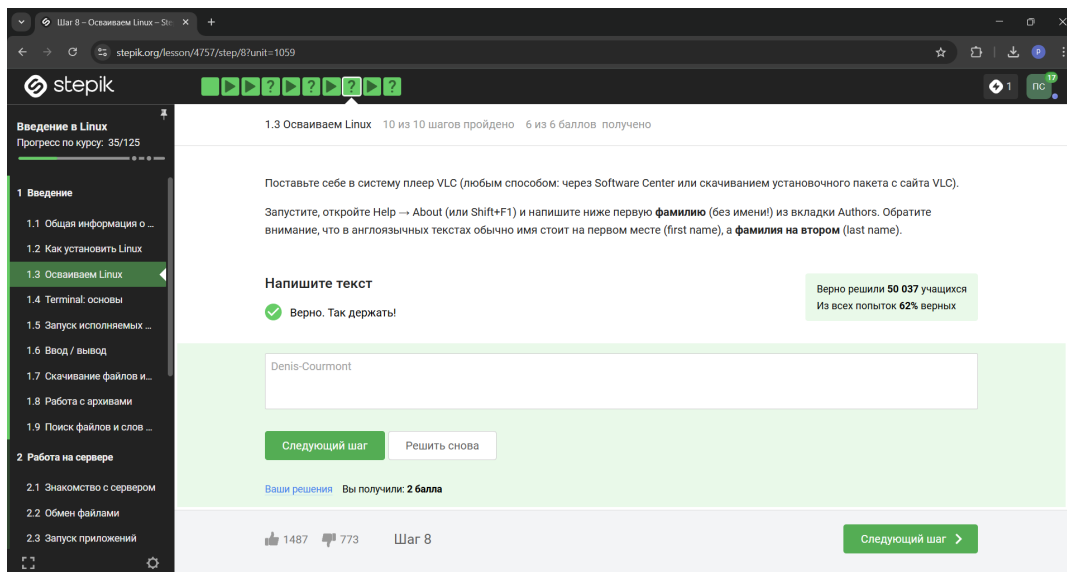 Шаг 8 – Осваиваем Linux – Ste
stepik.org/lesson/4757/step/8?unit=1059
P
stepik
? ? ? ?
1
ПС
17
Введение в Linux
Прогресс по курсу: 35/125
1 Введение
1.1 Общая информация о ...
1.2 Как установить Linux
1.3 Осваиваем Linux
1.4 Terminal: основы
1.5 Запуск исполняемых ...
1.6 Ввод / вывод
1.7 Скачивание файлов и...
1.8 Работа с архивами
1.9 Поиск файлов и слов ...
2 Работа на сервере
2.1 Знакомство с сервером
2.2 Обмен файлами
2.3 Запуск приложений
1.3 Осваиваем Linux 10 из 10 шагов пройдено 6 из 6 баллов получено
Поставьте себе в систему плеер VLC (любым способом: через Software Center или скачиванием установочного пакета с сайта VLC).
Запустите, откройте Help → About (или Shift+F1) и напишите ниже первую фамилию (без имени!) из вкладки Authors. Обратите
внимание, что в англоязычных текстах обычно имя стоит на первом месте (first name), а фамилия на втором (last name).
Напишите текст
Верно. Так держать!
Верно решили 50 037 учащихся
Из всех попыток 62% верных
Denis-Courmont
Следующий шаг
Решить снова
Ваши решения Вы получили: 2 балла
1487 773 Шаг 8
Следующий шаг